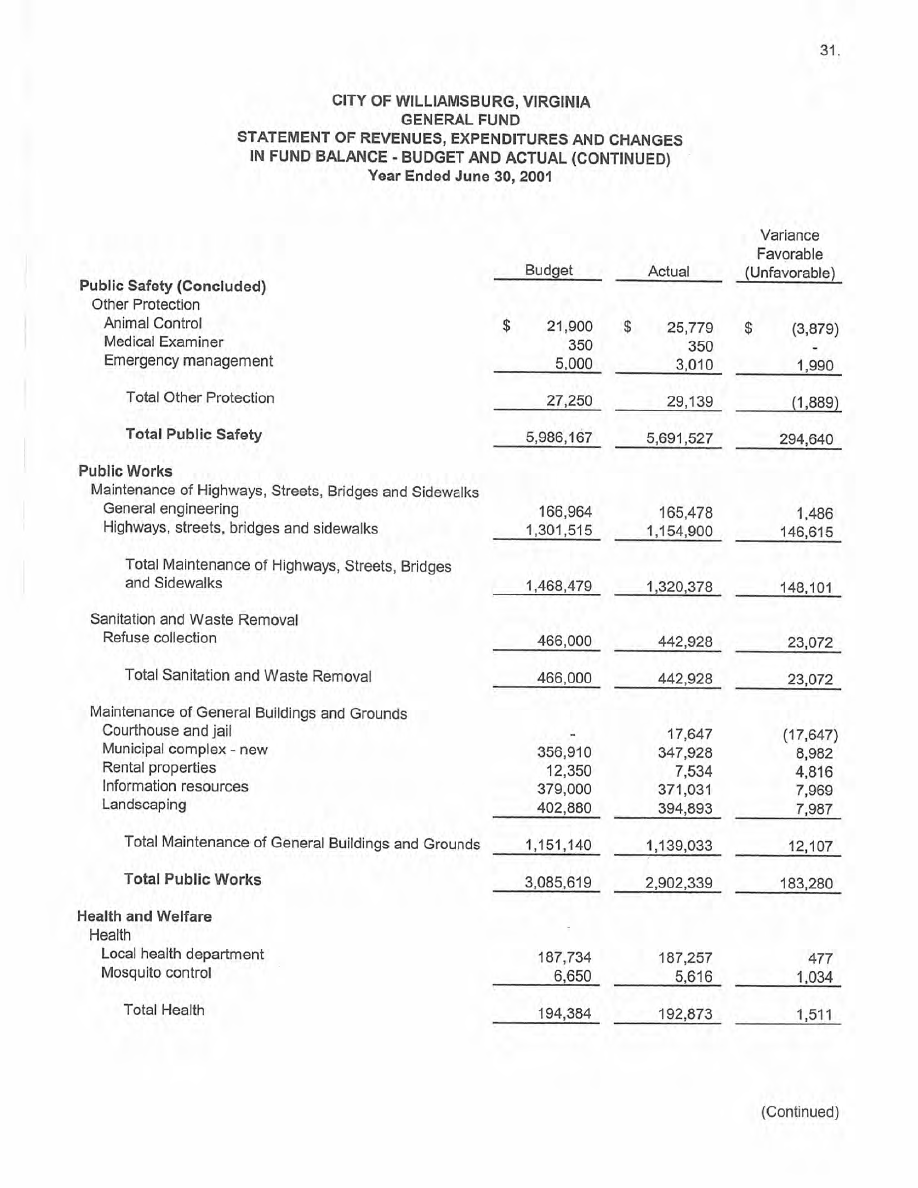 31.
CITY OF WILLIAMSBURG, VIRGINIA
GENERAL FUND
STATEMENT OF REVENUES, EXPENDITURES AND CHANGES
IN FUND BALANCE - BUDGET AND ACTUAL (CONTINUED)
Year Ended June 30, 2001
Variance
Favorable
Budget Actual (Unfavorable)
Public Safety (Concluded)
Other Protection
Animal Control $ 21,900 $ 25,779 $ (3,879)
Medical Examiner 350 350 -
Emergency management 5,000 3,010 1,990
Total Other Protection 27,250 29,139 (1,889)
Total Public Safety 5,986,167 5,691,527 294,640
Public Works
Maintenance of Highways, Streets, Bridges and Sidewalks
General engineering 166,964 165,478 1,486
Highways, streets, bridges and sidewalks 1,301,515 1,154,900 146,615
Total Maintenance of Highways, Streets, Bridges
and Sidewalks 1,468,479 1,320,378 148,101
Sanitation and Waste Removal
Refuse collection 466,000 442,928 23,072
Total Sanitation and Waste Removal 466,000 442,928 23,072
Maintenance of General Buildings and Grounds
Courthouse and jail - 17,647 (17,647)
Municipal complex - new 356,910 347,928 8,982
Rental properties 12,350 7,534 4,816
Information resources 379,000 371,031 7,969
Landscaping 402,880 394,893 7,987
Total Maintenance of General Buildings and Grounds 1,151,140 1,139,033 12,107
Total Public Works 3,085,619 2,902,339 183,280
Health and Welfare
Health
Local health department 187,734 187,257 477
Mosquito control 6,650 5,616 1,034
Total Health 194,384 192,873 1,511
(Continued)